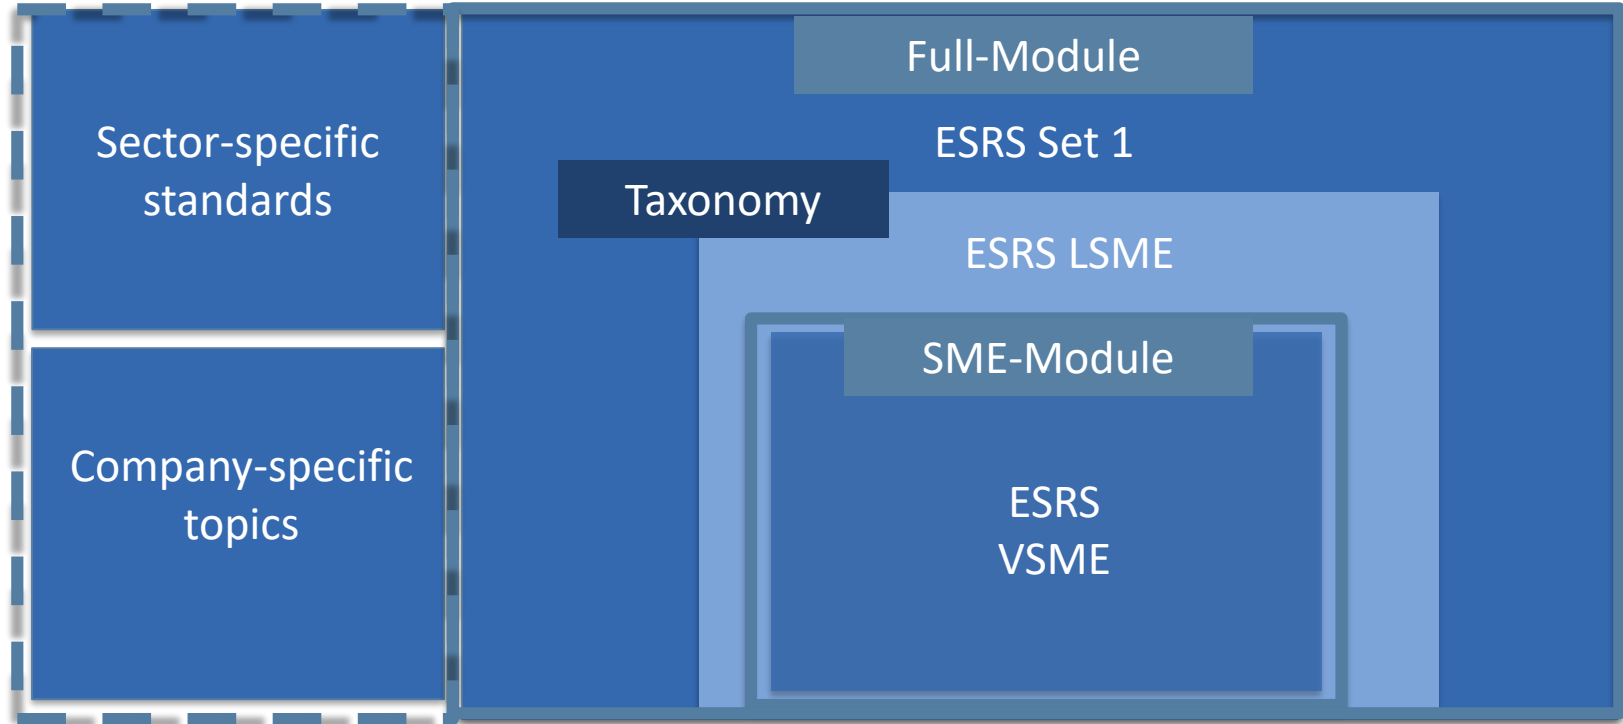 Sector-specific
standards
Company-specific
topics
Full-Module
ESRS Set 1
Taxonomy
ESRS LSME
SME-Module
ESRS
VSME